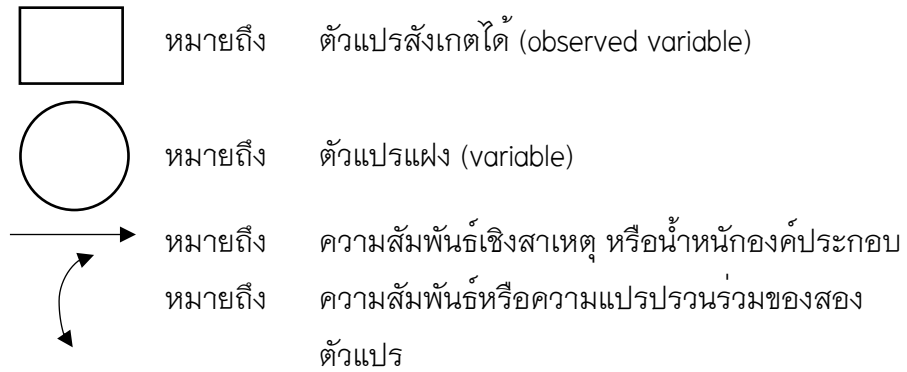 หมายถึง ตัวแปรสังเกตได้ (observed variable)
หมายถึง ตัวแปรแฝง (variable)
หมายถึง ความสัมพันธ์เชิงสาเหตุ หรือน้ำหนักองค์ประกอบ
หมายถึง ความสัมพันธ์หรือความแปรปรวนร่วมของสอง
ตัวแปร